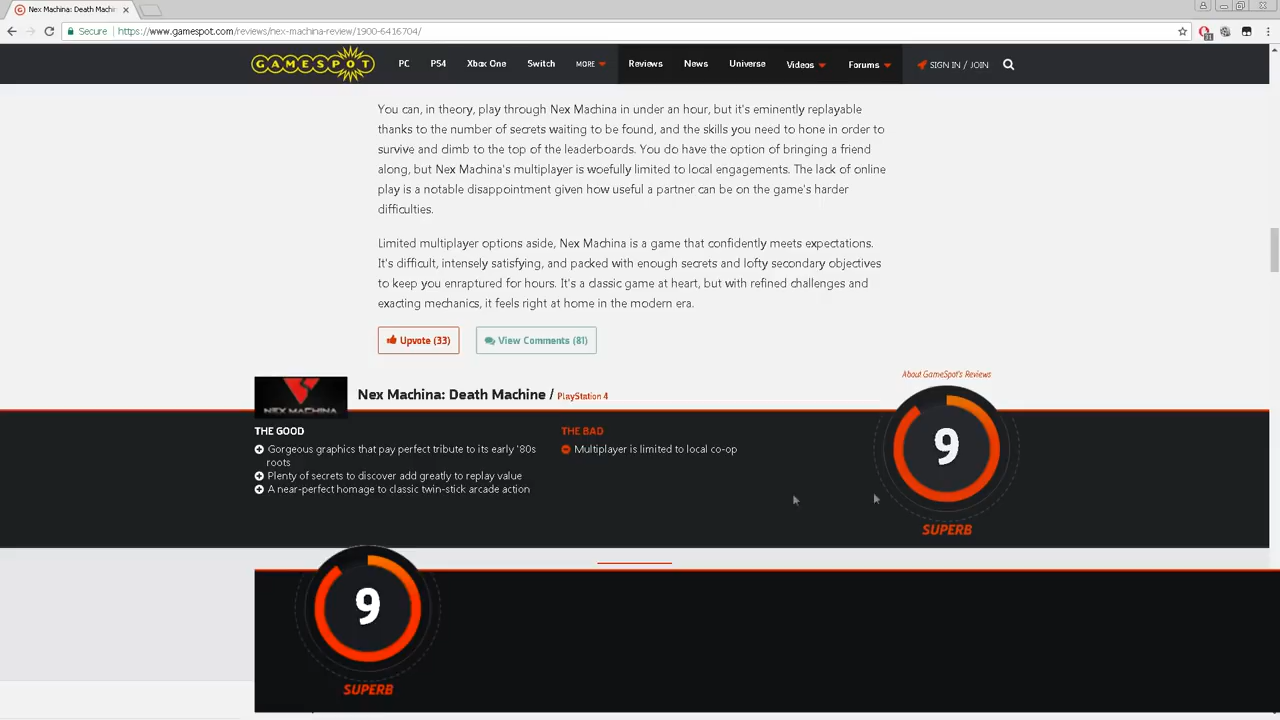 Nex Machina: Death Machin
Secure https://www.gamespot.com/reviews/nex-machina-review/1900-6416704/
GAMESPOT PC PS4 Xbox One Switch MORE Reviews News Universe Videos Forums SIGN IN / JOIN
You can, in theory, play through Nex Machina in under an hour, but it's eminently replayable
thanks to the number of secrets waiting to be found, and the skills you need to hone in order to
survive and climb to the top of the leaderboards. You do have the option of bringing a friend
along, but Nex Machina's multiplayer is woefully limited to local engagements. The lack of online
play is a notable disappointment given how useful a partner can be on the game's harder
difficulties.
Limited multiplayer options aside, Nex Machina is a game that confidently meets expectations.
It's difficult, intensely satisfying, and packed with enough secrets and lofty secondary objectives
to keep you enraptured for hours. It's a classic game at heart, but with refined challenges and
exacting mechanics, it feels right at home in the modern era.
Upvote (33) View Comments (81)
About GameSpot's Reviews
NEX MACHINA
Nex Machina: Death Machine / PlayStation 4
THE GOOD
Gorgeous graphics that pay perfect tribute to its early '80s
roots
Plenty of secrets to discover add greatly to replay value
A near-perfect homage to classic twin-stick arcade action
THE BAD
Multiplayer is limited to local co-op
9
SUPERB
9
SUPERB